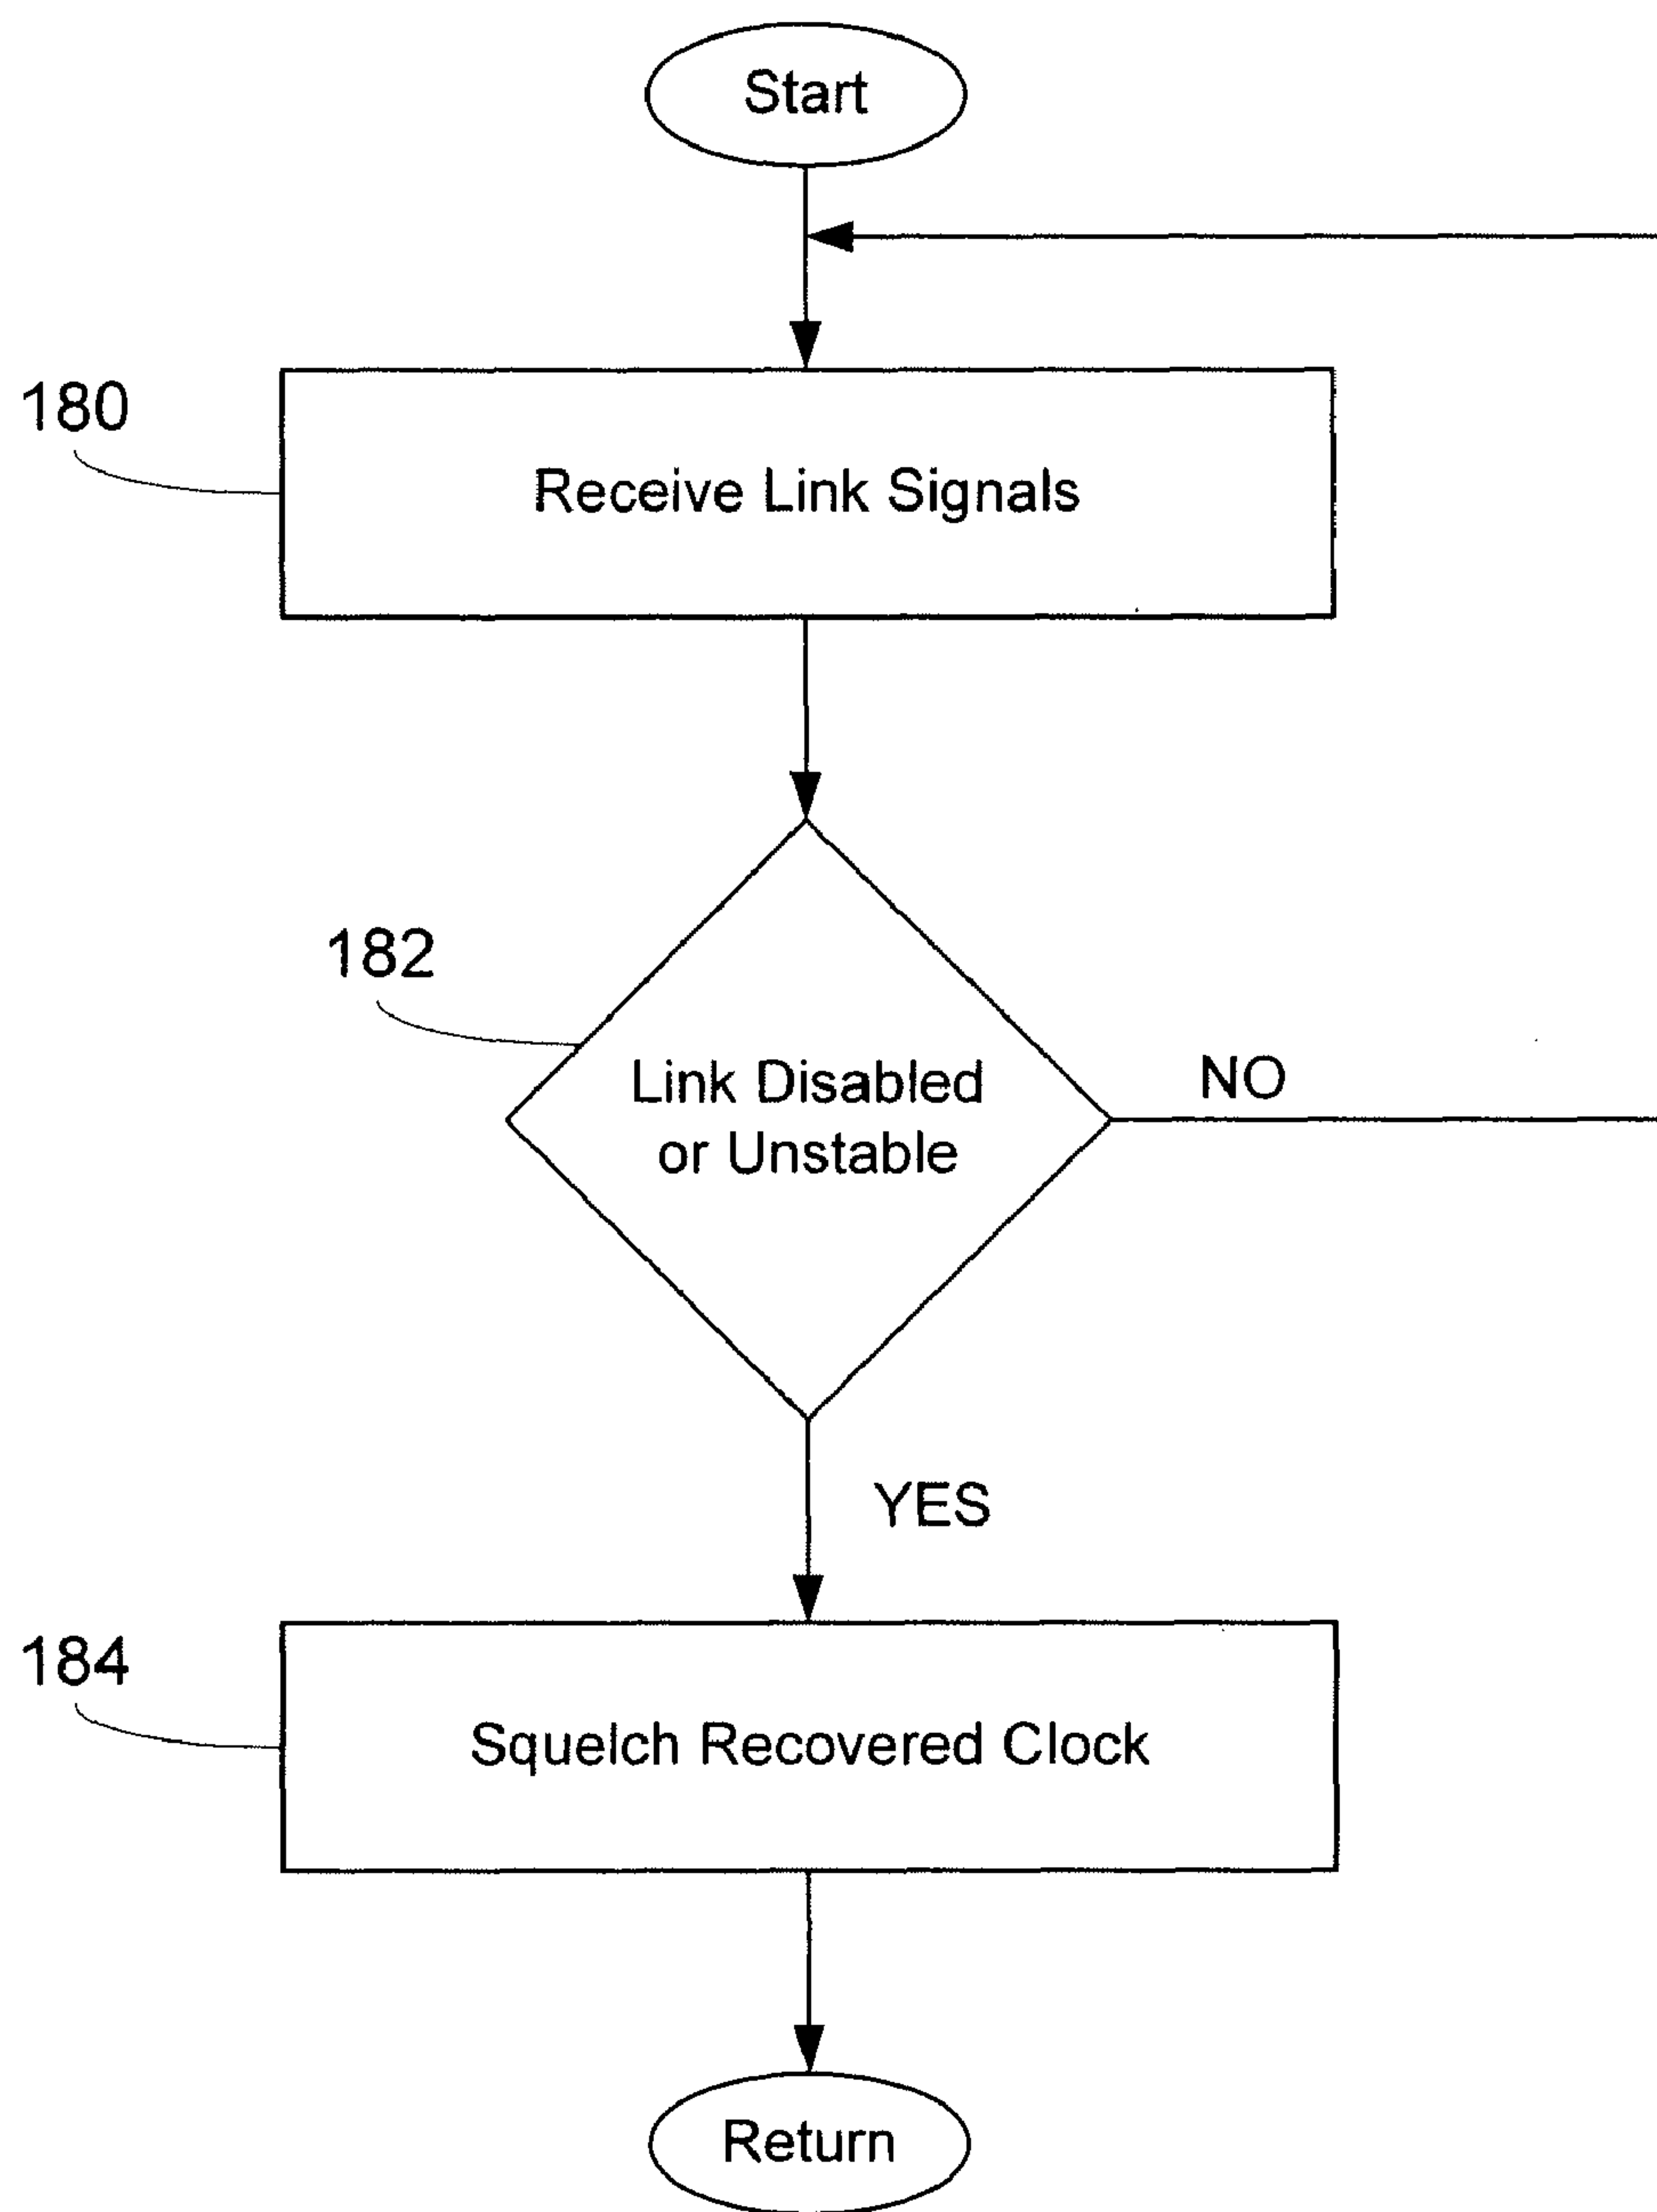 Start
180
Receive Link Signals
182
Link Disabled
or Unstable
NO
YES
184
Squelch Recovered Clock
Return